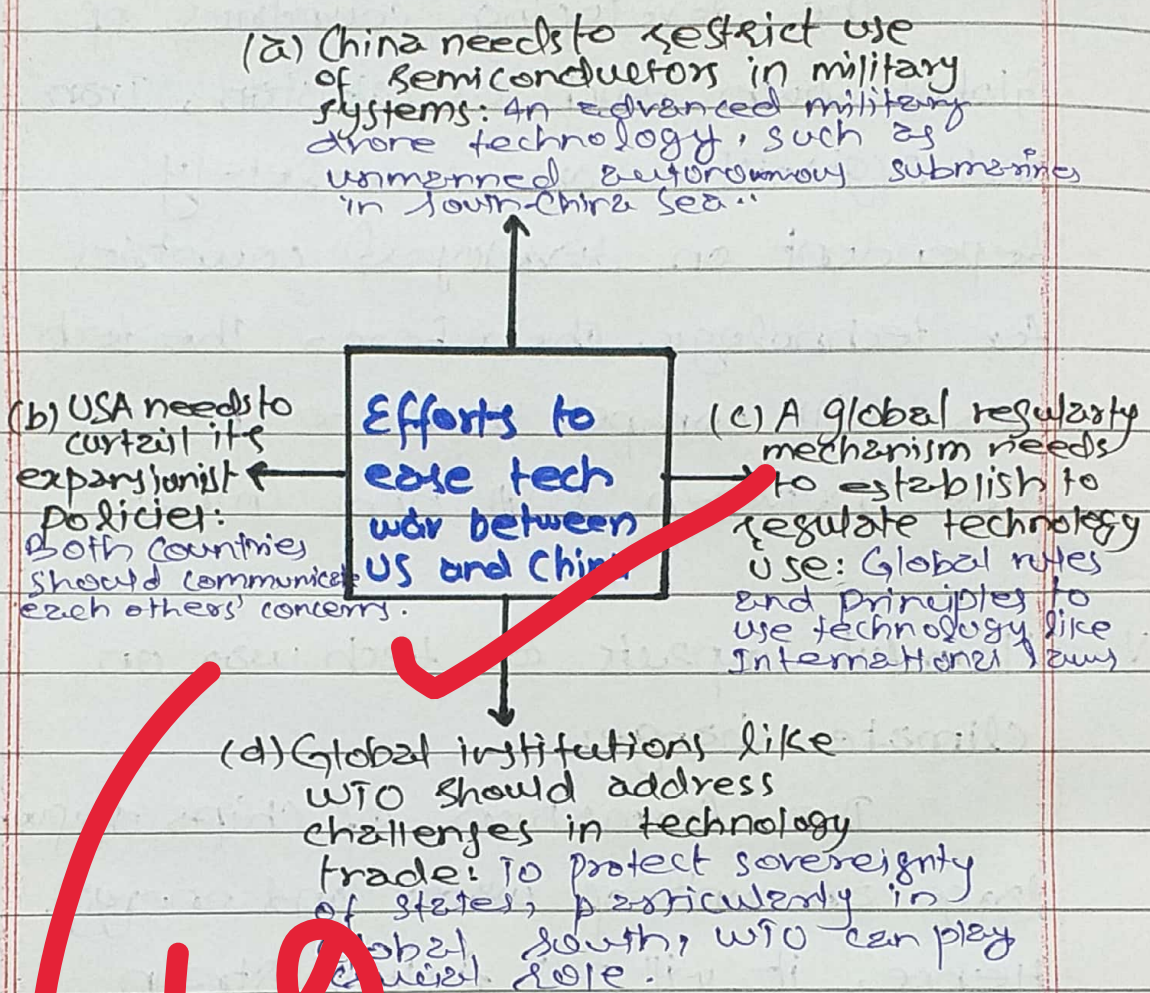 (a) China needs to restrict use
of semiconductors in military
systems: In advanced military
drone technology, such as
unmanned autonomous submarines
in South-China Sea..
(b) USA needs to
curtail its
expansionist
policies:
Both countries
should communicate
each others' concerns.
Efforts to
ease tech
war between
US and China
(c) A global regularty
mechanism needs
to establish to
regulate technology
use: Global rules
and principles to
use technology like
International laws
(d) Global institutions like
WTO should address
challenges in technology
trade: To protect sovereignty
of states, particularly in
Global South, WTO can play
crucial role.